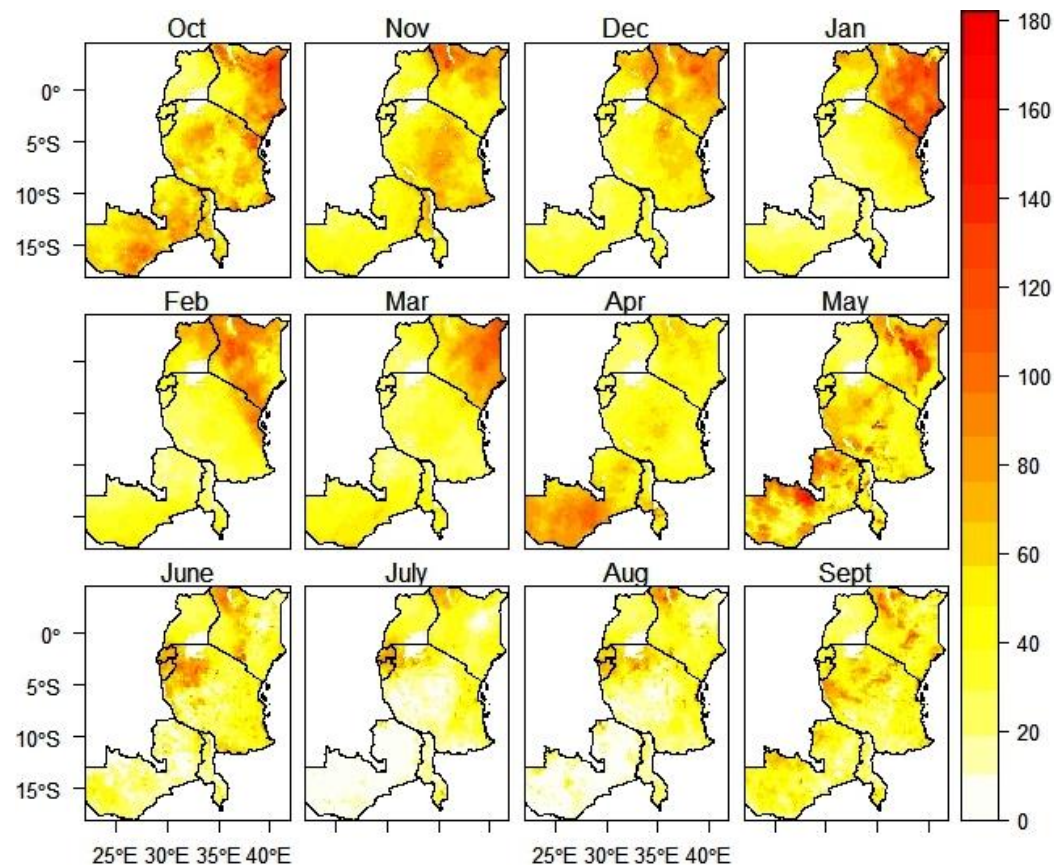 Oct Nov Dec Jan
180
160
140
120
100
80
60
40
20
0
0°
5°S
10°S
15°S
Feb Mar Apr May
June July Aug Sept
0°
5°S
10°S
15°S
25°E 30°E 35°E 40°E 25°E 30°E 35°E 40°E